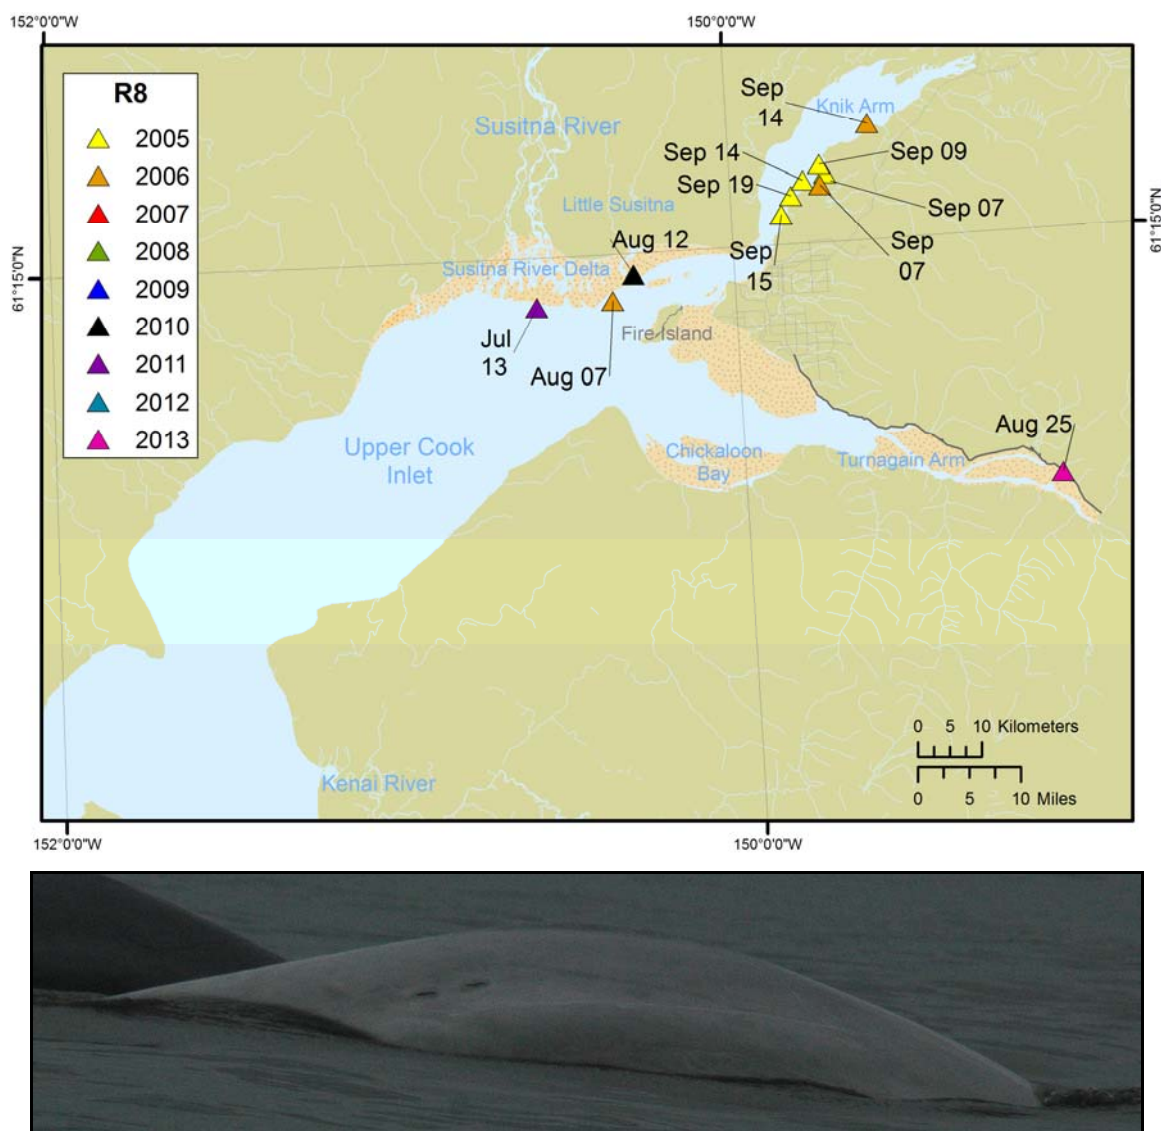 152°0'0"W
150°0'0"W
R8
2005
2006
2007
2008
2009
2010
2011
2012
2013
61°15'0"N
61°15'0"N
Susitna River
Little Susitna
Susitna River Delta
Knik Arm
Sep
14
Sep 14
Sep 09
Sep 19
Sep 07
Sep
07
Sep
15
Aug 12
Jul
13
Aug 07
Fire Island
Aug 25
Upper Cook
Inlet
Chickaloon
Bay
Turnagain Arm
Kenai River
0 5 10 Kilometers
0 5 10 Miles
152°0'0"W
150°0'0"W